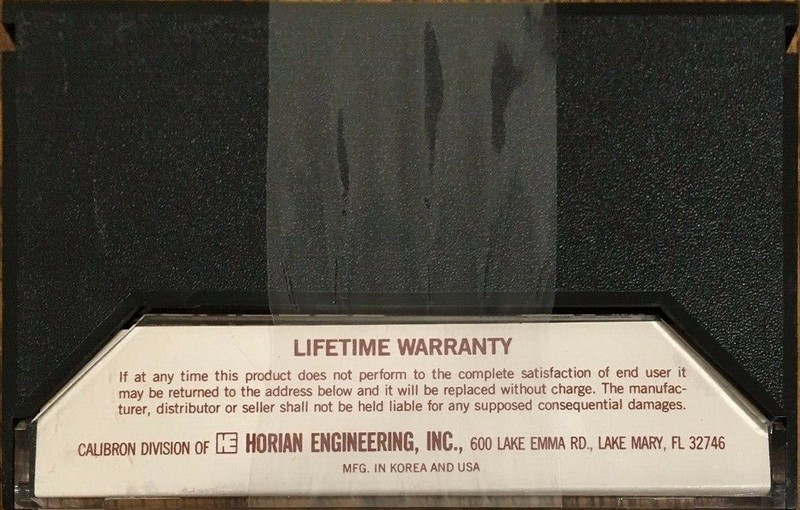 LIFETIME WARRANTY
If at any time this product does not perform to the complete satisfaction of end user it
may be returned to the address below and it will be replaced without charge. The manufac-
turer, distributor or seller shall not be held liable for any supposed consequential damages.
CALIBRON DIVISION OF HE HORIAN ENGINEERING, INC., 600 LAKE EMMA RD., LAKE MARY, FL 32746
MFG. IN KOREA AND USA